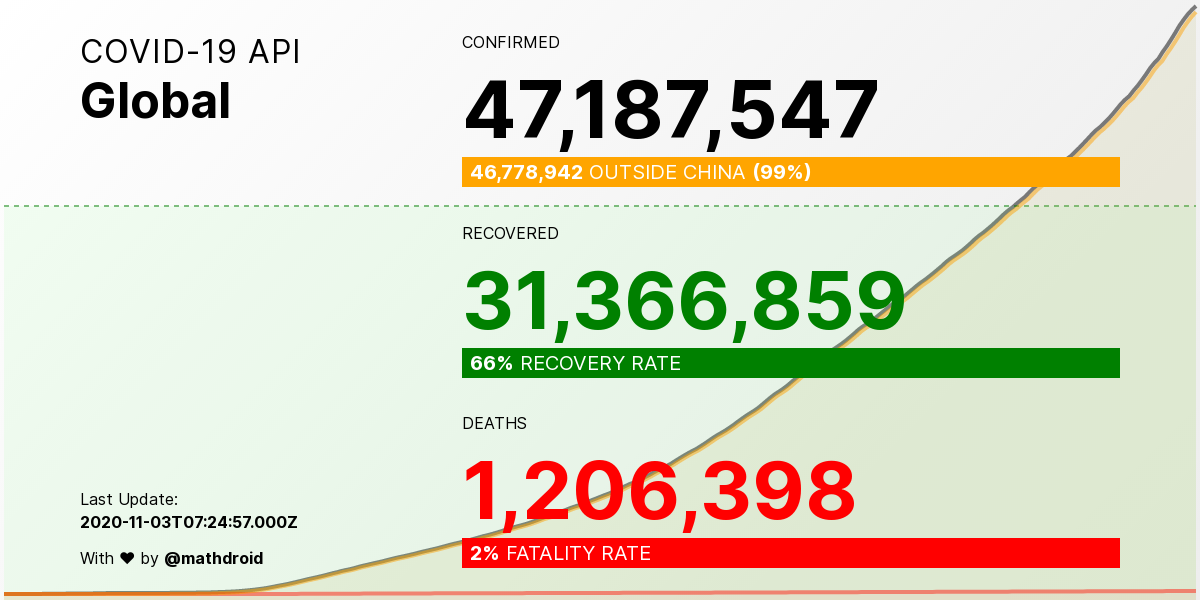 COVID-19 API
Global
CONFIRMED
47,187,547
46,778,942 OUTSIDE CHINA (99%)
RECOVERED
31,366,859
66% RECOVERY RATE
DEATHS
1,206,398
2% FATALITY RATE
Last Update:
2020-11-03T07:24:57.000Z
With ♥ by @mathdroid